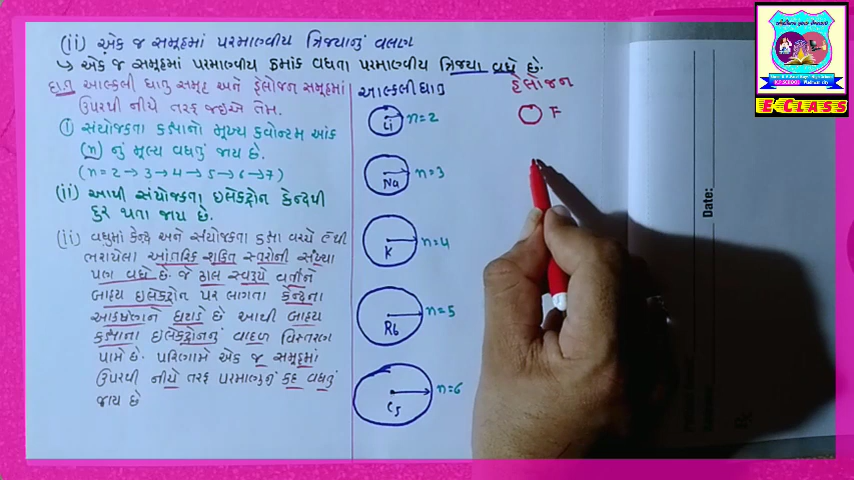 (ii) એક જ સમૂહમાં પરમાણ્વીય ત્રિજ્યાનું વલણ
↳ એક જ સમૂહમાં પરમાણ્વીય ક્રમાંક વધતા પરમાણ્વીય ત્રિજ્યા વધે છે.
દા.ત આલ્કલી ધાતુ સમૂહ અને હેલોજન સમૂહમાં
ઉપરથી નીચે તરફ જઈએ તેમ.
① સંયોજકતા કક્ષાનો મુખ્ય ક્વોન્ટમ આંક
(n) નું મૂલ્ય વધતું જાય છે.
(n = 2 → 3 → 4 → 5 → 6 → 7)
(ii) આથી સંયોજકતા ઇલેક્ટ્રોન કેન્દ્રથી
દુર થતા જાય છે.
(ii) વધુમાં કેન્દ્ર અને સંયોજકતા કક્ષા વચ્ચે
ભરાયેલા આંતરિક શક્તિ સ્તરોની સંખ્યા
પણ વધે છે. જે ઢાલ સ્વરૂપે વર્તીને
બાહ્ય ઇલેક્ટ્રોન પર લાગતા કેન્દ્રના
આકર્ષણને ઘટાડે છે આથી બાહ્ય
કક્ષાના ઇલેક્ટ્રોનનું વાદળ વિસ્તરણ
પામે છે. પરિણામે એક જ સમૂહમાં
ઉપરથી નીચે તરફ પરમાણુનું કદ વધતું
જાય છે
આલ્કલી ધાતુ
Li n=2
Na n=3
K n=4
Rb n=5
Cs n=6
હેલોજન
F
Date:
E CLASS